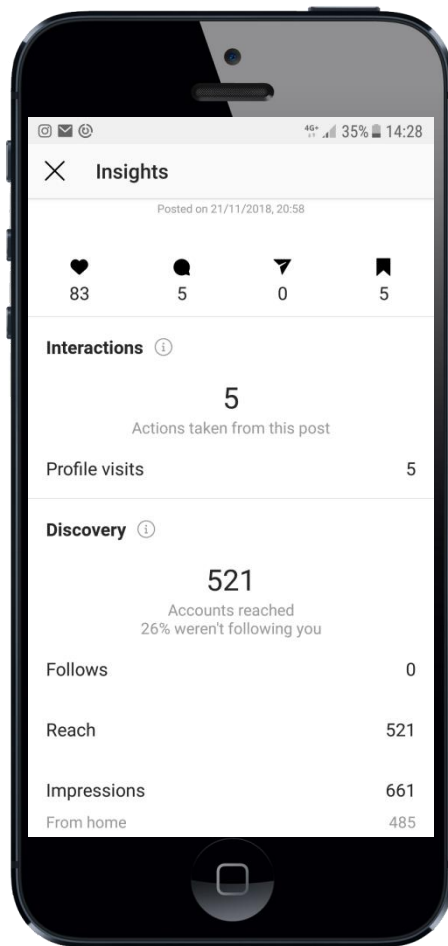 4G+ 35% 14:28
Insights
Posted on 21/11/2018, 20:58
83 5 0 5
Interactions
5
Actions taken from this post
Profile visits 5
Discovery
521
Accounts reached
26% weren't following you
Follows 0
Reach 521
Impressions 661
From home 485